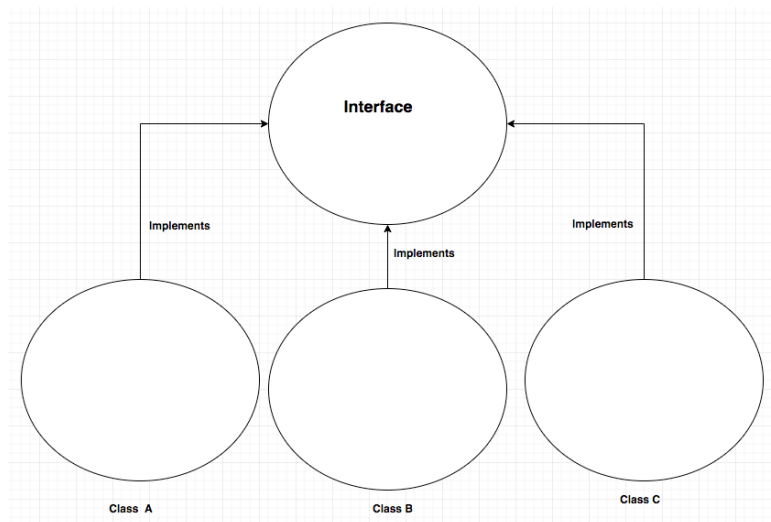 Interface
Implements
Implements
Implements
Class  A
Class B
Class C